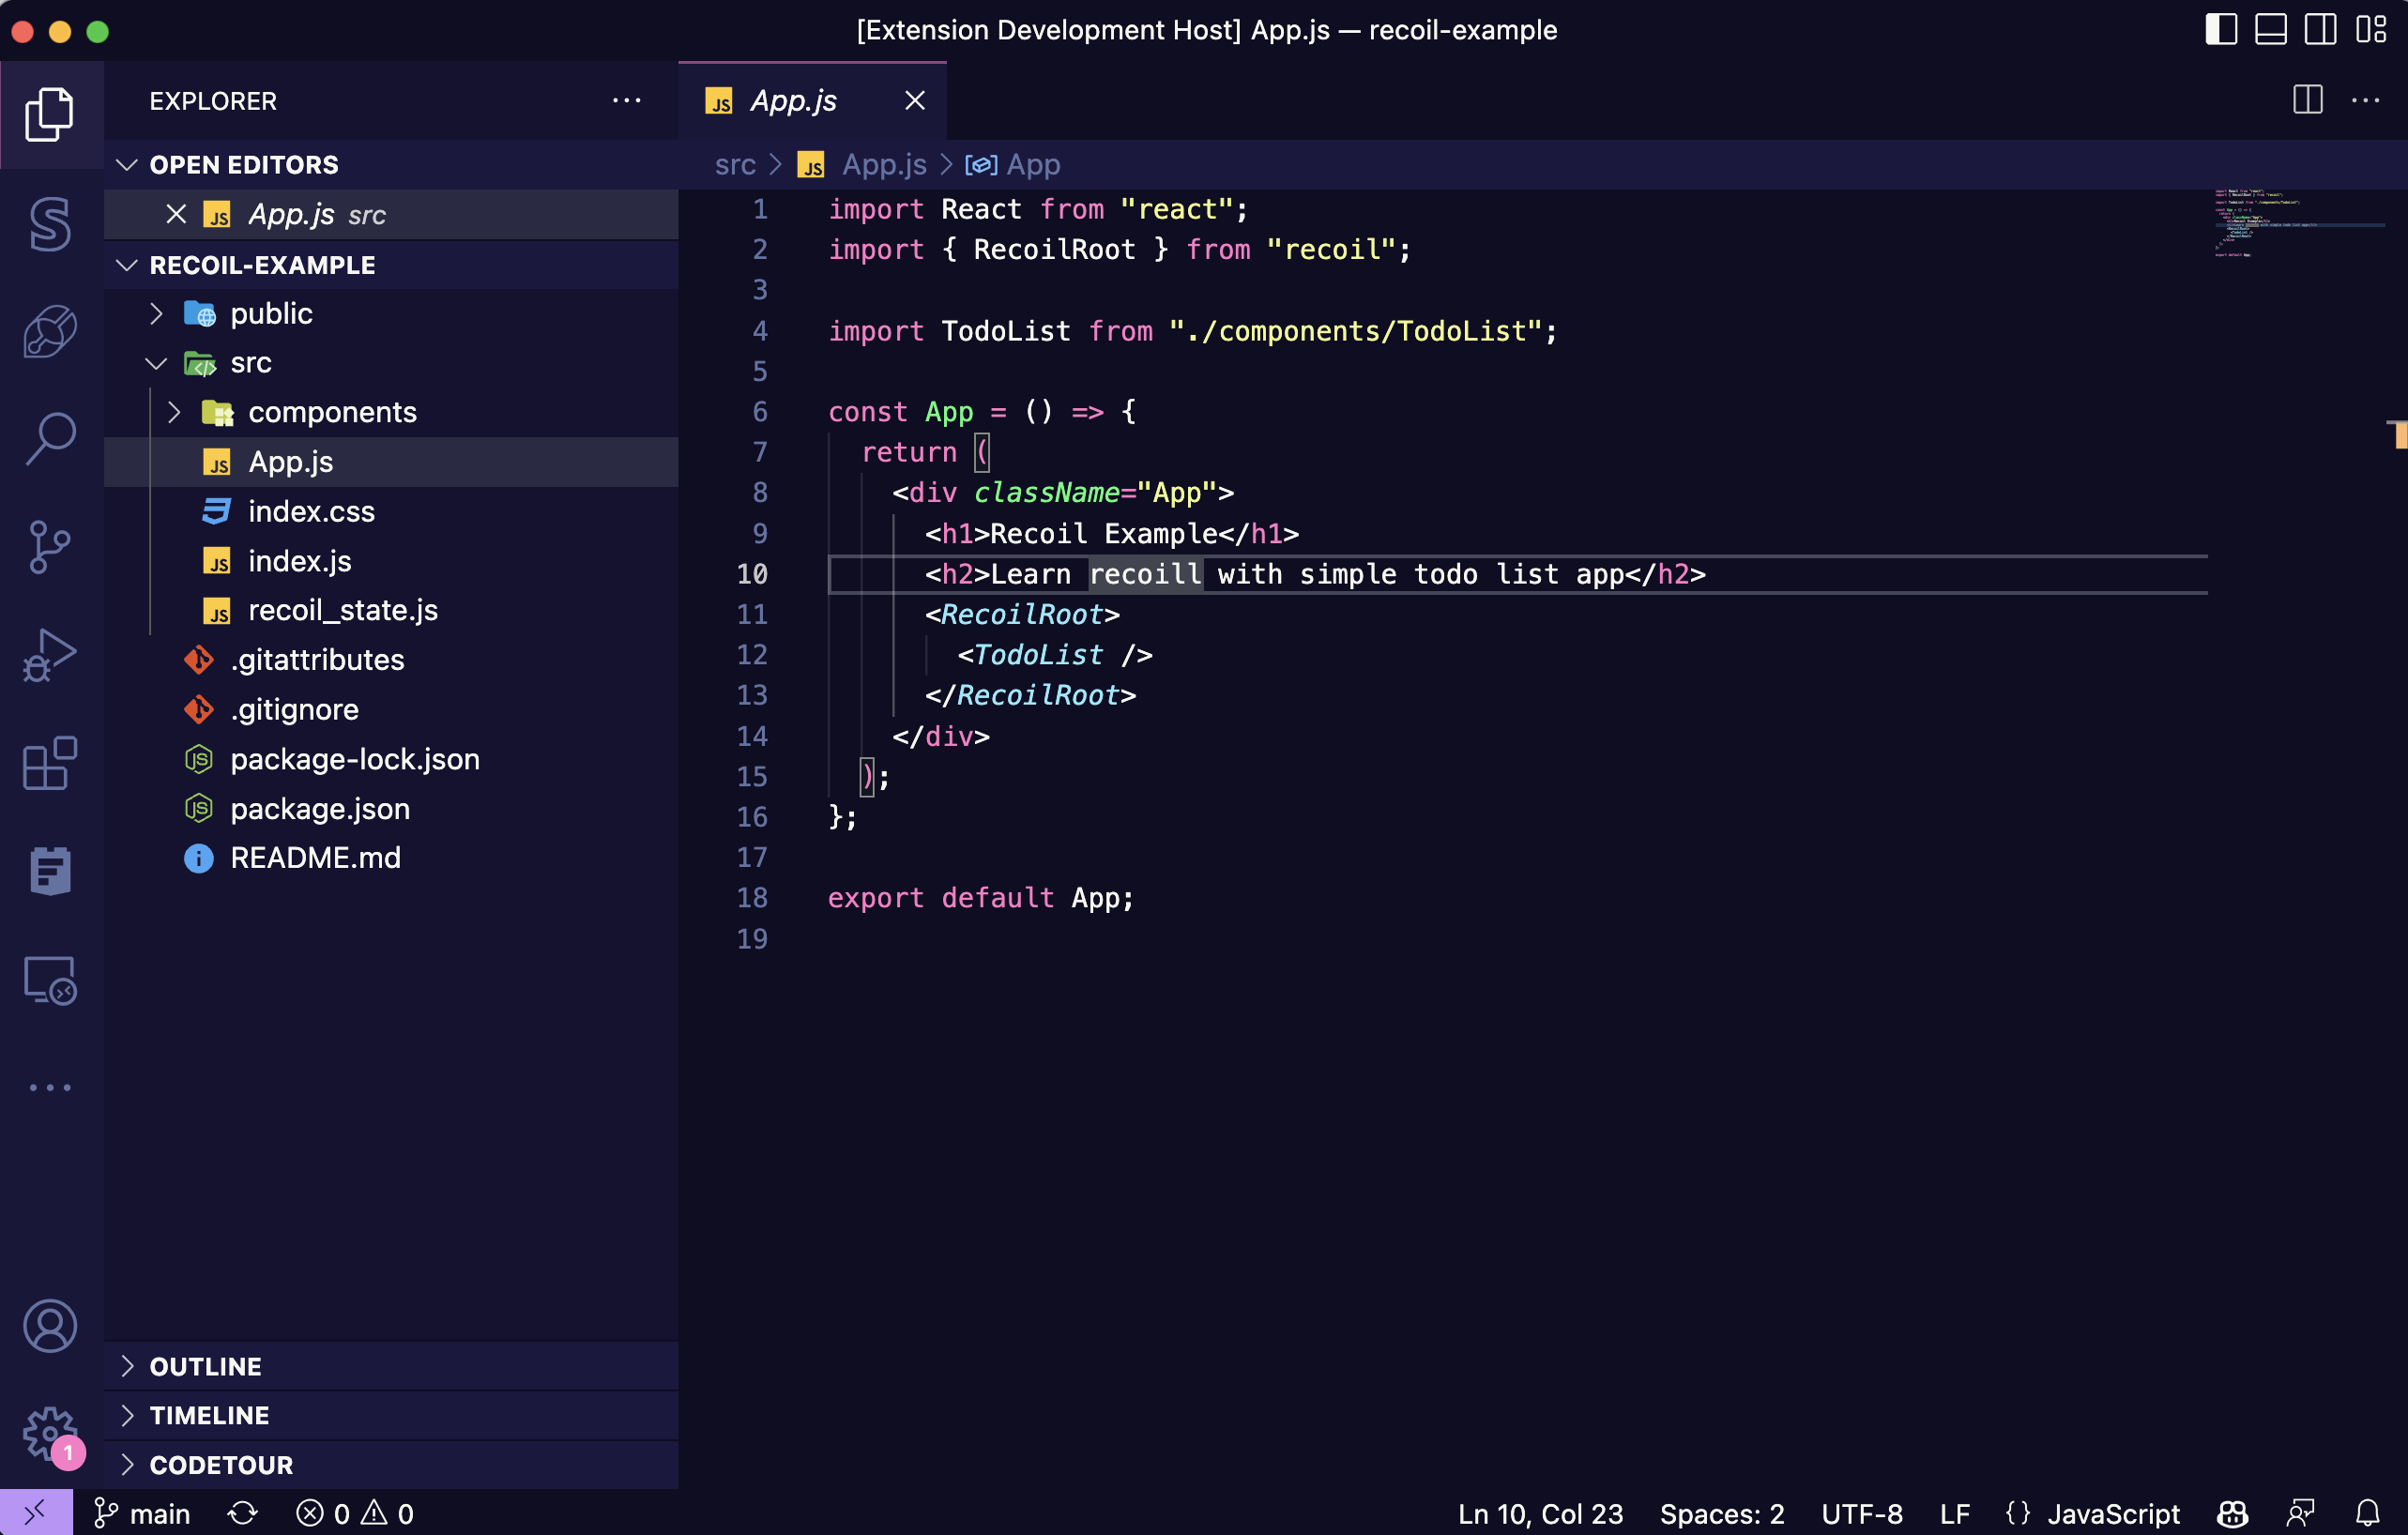 [Extension Development Host] App.js — recoil-example
EXPLORER
OPEN EDITORS
App.js src
RECOIL-EXAMPLE
public
src
components
App.js
index.css
index.js
recoil_state.js
.gitattributes
.gitignore
package-lock.json
package.json
README.md
OUTLINE
TIMELINE
CODETOUR
App.js
src > App.js > App
1 import React from "react";
2 import { RecoilRoot } from "recoil";
3
4 import TodoList from "./components/TodoList";
5
6 const App = () => {
7 return (
8 <div className="App">
9 <h1>Recoil Example</h1>
10 <h2>Learn recoill with simple todo list app</h2>
11 <RecoilRoot>
12 <TodoList />
13 </RecoilRoot>
14 </div>
15 );
16 };
17
18 export default App;
19
1
main 0 0 Ln 10, Col 23 Spaces: 2 UTF-8 LF {} JavaScript